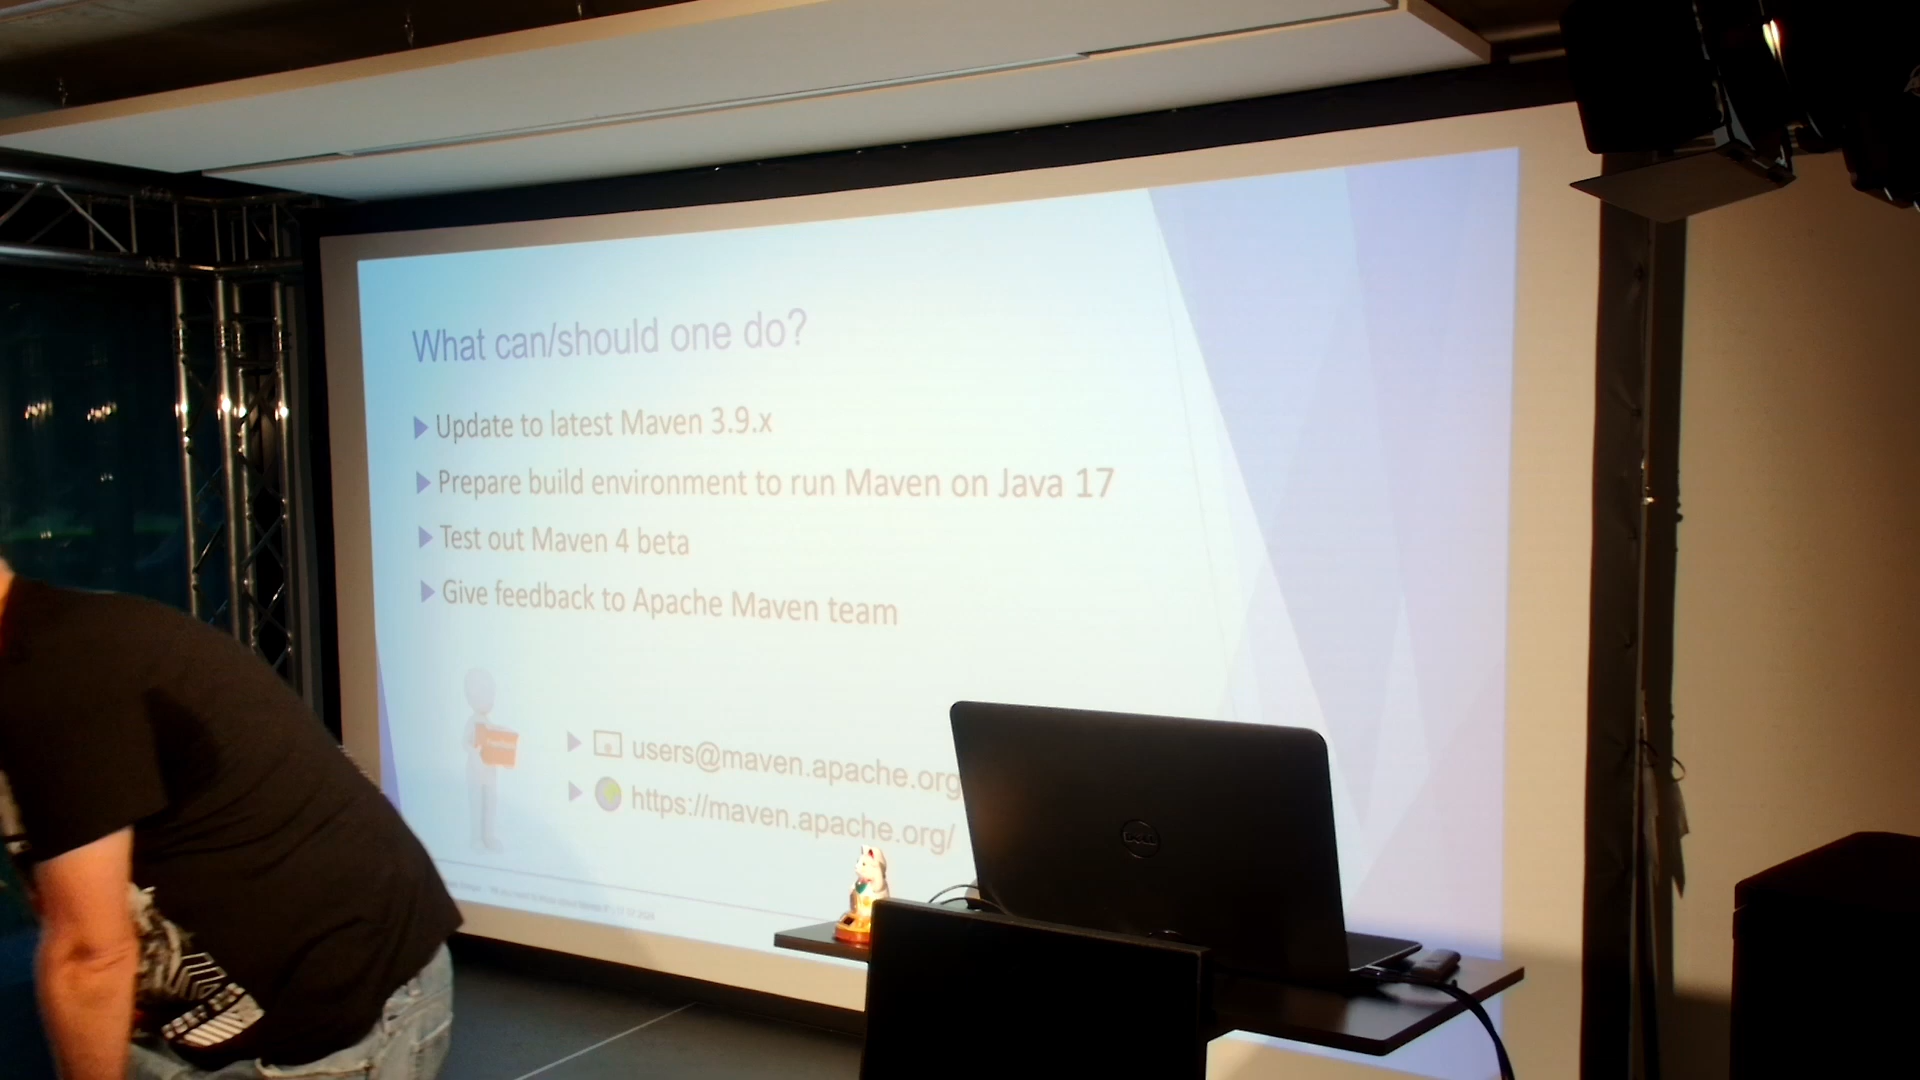 What can/should one do?
Update to latest Maven 3.9.x
Prepare build environment to run Maven on Java 17
Test out Maven 4 beta
Give feedback to Apache Maven team
users@maven.apache.org
https://maven.apache.org/
DELL